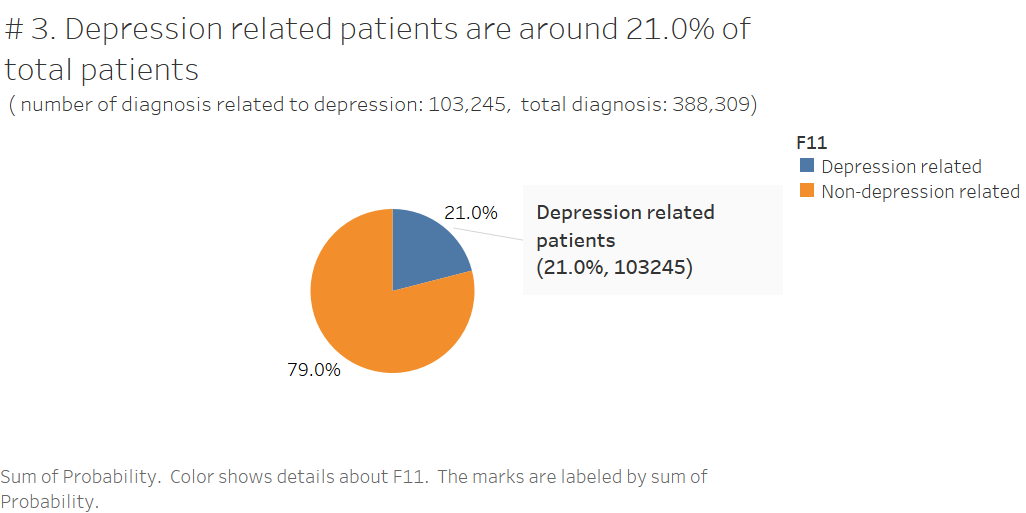 # 3. Depression related patients are around 21.0% of
total patients
( number of diagnosis related to depression: 103,245, total diagnosis: 388,309)
F11
Depression related
Non-depression related
21.0%
Depression related
patients
(21.0%, 103245)
79.0%
Sum of Probability. Color shows details about F11. The marks are labeled by sum of
Probability.